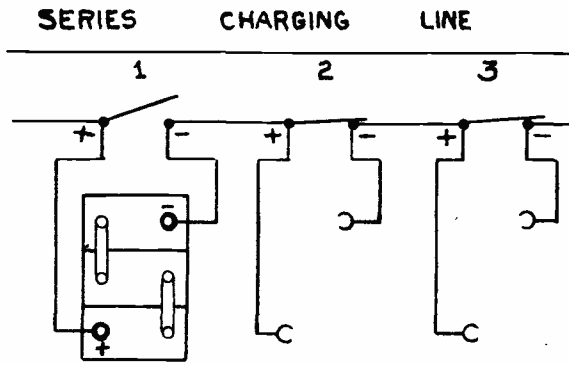 SERIES CHARGING LINE
1 2 3
+ - + - + -
-
+